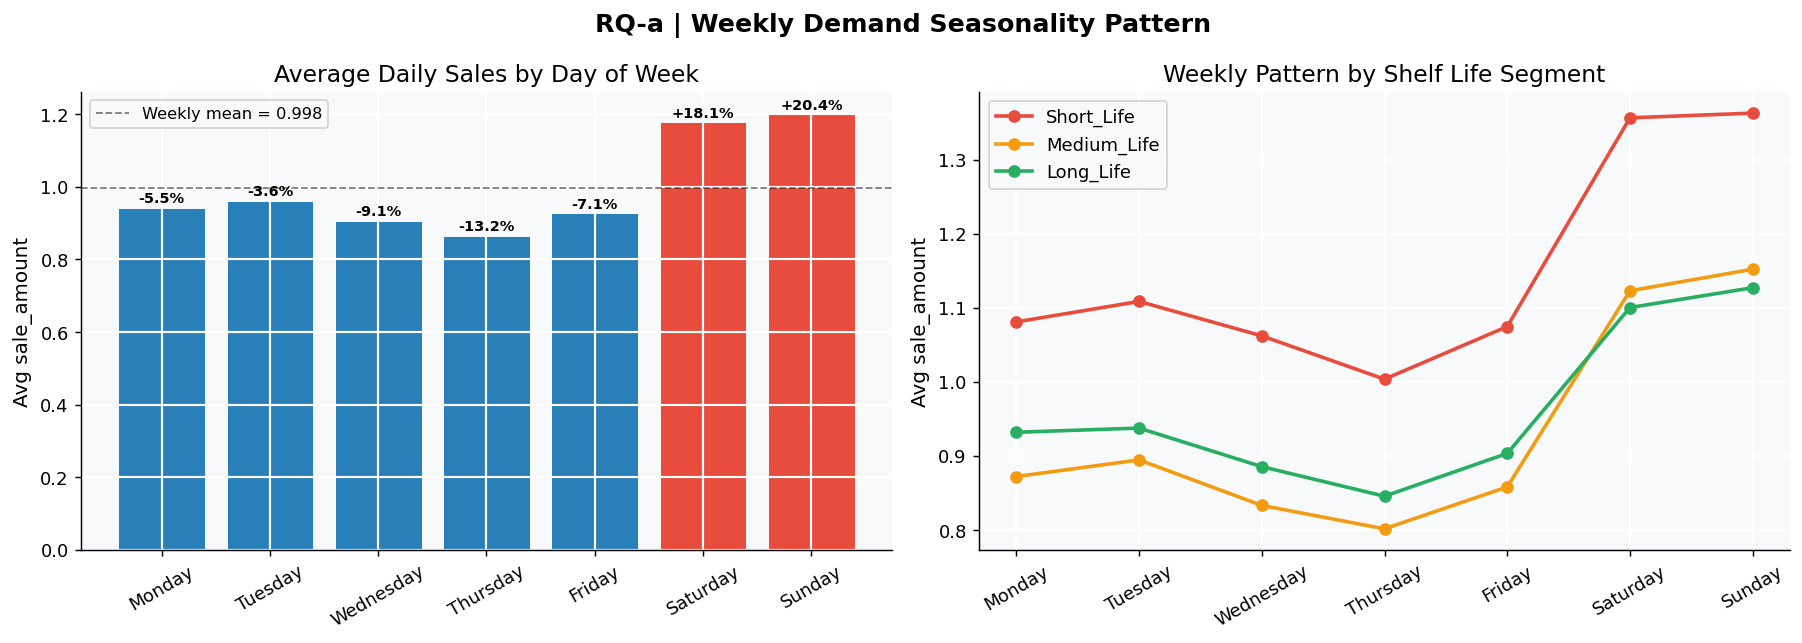 RQ-a | Weekly Demand Seasonality Pattern
Average Daily Sales by Day of Week
Weekly mean = 0.998
Avg sale_amount
1.2
1.0
0.8
0.6
0.4
0.2
0.0
-5.5%
-3.6%
-9.1%
-13.2%
-7.1%
+18.1%
+20.4%
Monday
Tuesday
Wednesday
Thursday
Friday
Saturday
Sunday
Weekly Pattern by Shelf Life Segment
Short_Life
Medium_Life
Long_Life
Avg sale_amount
1.3
1.2
1.1
1.0
0.9
0.8
Monday
Tuesday
Wednesday
Thursday
Friday
Saturday
Sunday